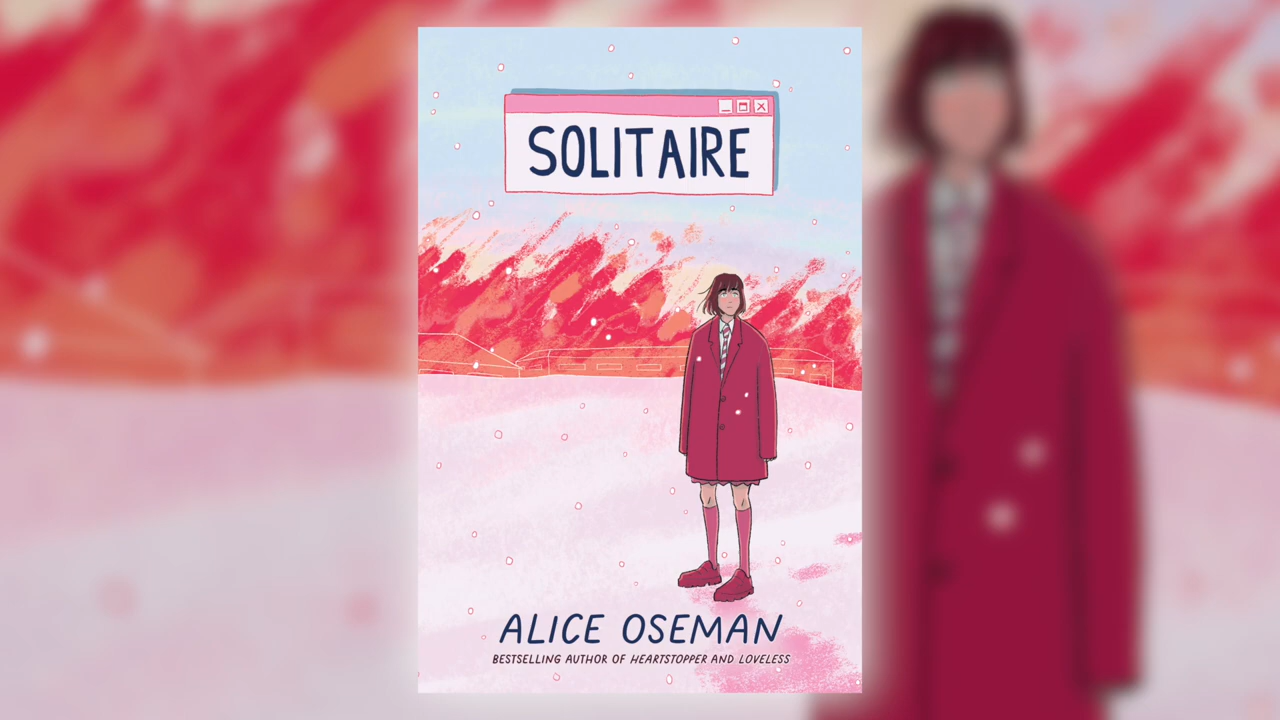 SOLITAIRE
ALICE OSEMAN
BESTSELLING AUTHOR OF HEARTSTOPPER AND LOVELESS